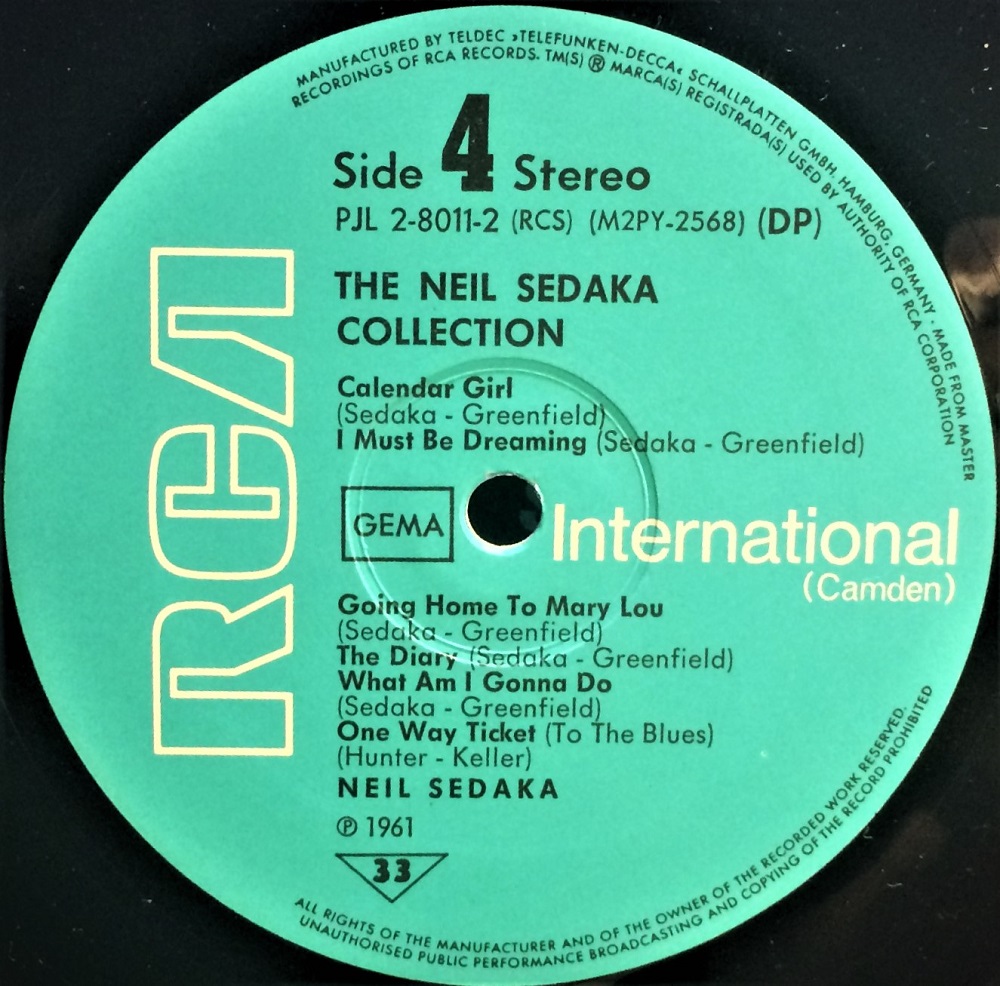 MANUFACTURED BY TELDEC »TELEFUNKEN-DECCA« SCHALLPLATTEN GMBH, HAMBURG, GERMANY · MADE FROM MASTER
RECORDINGS OF RCA RECORDS. TM(S) ® MARCA(S) REGISTRADA(S) USED BY AUTHORITY OF RCA CORPORATION
Side 4 Stereo
PJL 2-8011-2 (RCS) (M2PY-2568) (DP)
THE NEIL SEDAKA
COLLECTION
Calendar Girl
(Sedaka - Greenfield)
I Must Be Dreaming (Sedaka - Greenfield)
RCA
GEMA
International
(Camden)
Going Home To Mary Lou
(Sedaka - Greenfield)
The Diary (Sedaka - Greenfield)
What Am I Gonna Do
(Sedaka - Greenfield)
One Way Ticket (To The Blues)
(Hunter - Keller)
NEIL SEDAKA
℗ 1961
33
ALL RIGHTS OF THE MANUFACTURER AND OF THE OWNER OF THE RECORDED WORK RESERVED.
UNAUTHORISED PUBLIC PERFORMANCE BROADCASTING AND COPYING OF THE RECORD PROHIBITED